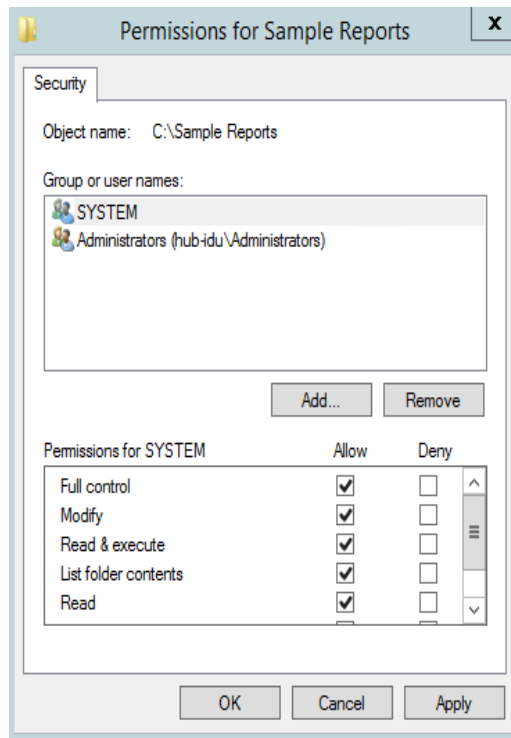 Permissions for Sample Reports
x
Security
Object name: C:\Sample Reports
Group or user names:
SYSTEM
Administrators (hub-idu\Administrators)
Add... Remove
Permissions for SYSTEM Allow Deny
Full control
Modify
Read & execute
List folder contents
Read
OK Cancel Apply